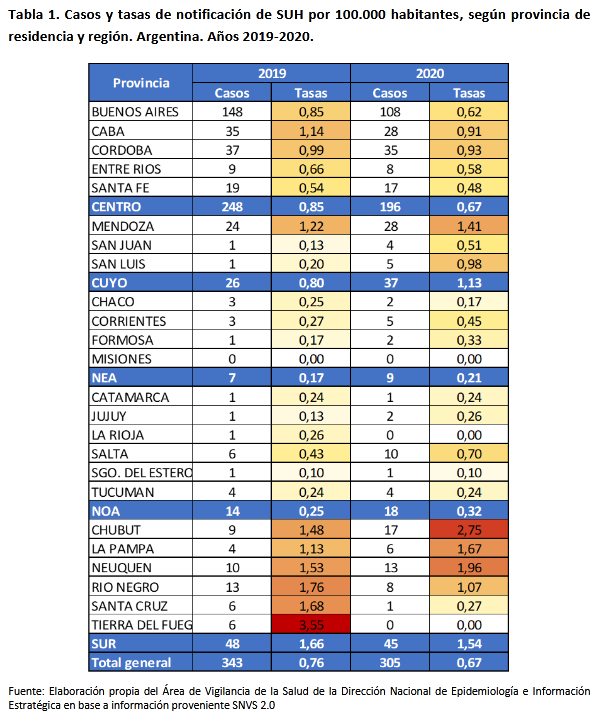 Tabla 1. Casos y tasas de notificación de SUH por 100.000 habitantes, según provincia de
residencia y región. Argentina. Años 2019-2020.
Provincia 2019 2020
Casos Tasas Casos Tasas
BUENOS AIRES 148 0,85 108 0,62
CABA 35 1,14 28 0,91
CORDOBA 37 0,99 35 0,93
ENTRE RIOS 9 0,66 8 0,58
SANTA FE 19 0,54 17 0,48
CENTRO 248 0,85 196 0,67
MENDOZA 24 1,22 28 1,41
SAN JUAN 1 0,13 4 0,51
SAN LUIS 1 0,20 5 0,98
CUYO 26 0,80 37 1,13
CHACO 3 0,25 2 0,17
CORRIENTES 3 0,27 5 0,45
FORMOSA 1 0,17 2 0,33
MISIONES 0 0,00 0 0,00
NEA 7 0,17 9 0,21
CATAMARCA 1 0,24 1 0,24
JUJUY 1 0,13 2 0,26
LA RIOJA 1 0,26 0 0,00
SALTA 6 0,43 10 0,70
SGO. DEL ESTERO 1 0,10 1 0,10
TUCUMAN 4 0,24 4 0,24
NOA 14 0,25 18 0,32
CHUBUT 9 1,48 17 2,75
LA PAMPA 4 1,13 6 1,67
NEUQUEN 10 1,53 13 1,96
RIO NEGRO 13 1,76 8 1,07
SANTA CRUZ 6 1,68 1 0,27
TIERRA DEL FUEG 6 3,55 0 0,00
SUR 48 1,66 45 1,54
Total general 343 0,76 305 0,67
Fuente: Elaboración propia del Área de Vigilancia de la Salud de la Dirección Nacional de Epidemiología e Información
Estratégica en base a información proveniente SNVS 2.0